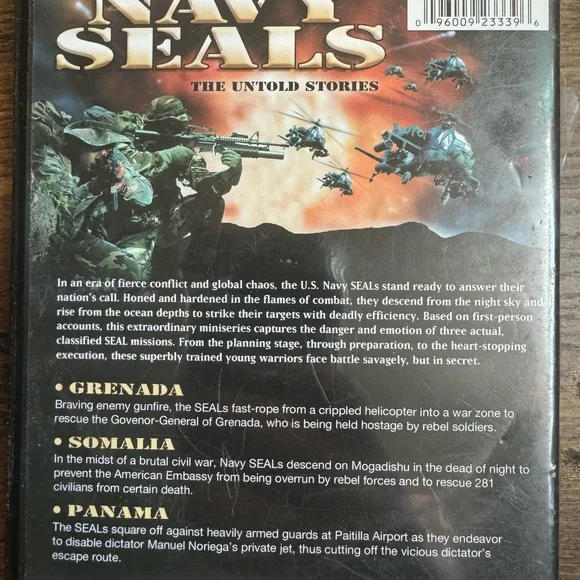 NAVY
SEALS
THE UNTOLD STORIES
0 96009 23339 6
In an era of fierce conflict and global chaos, the U.S. Navy SEALs stand ready to answer their
nation's call. Honed and hardened in the flames of combat, they descend from the night sky and
rise from the ocean depths to strike their targets with deadly efficiency. Based on first-person
accounts, this extraordinary miniseries captures the danger and emotion of three actual,
classified SEAL missions. From the planning stage, through preparation, to the heart-stopping
execution, these superbly trained young warriors face battle savagely, but in secret.
• GRENADA
Braving enemy gunfire, the SEALs fast-rope from a crippled helicopter into a war zone to
rescue the Govenor-General of Grenada, who is being held hostage by rebel soldiers.
• SOMALIA
In the midst of a brutal civil war, Navy SEALs descend on Mogadishu in the dead of night to
prevent the American Embassy from being overrun by rebel forces and to rescue 281
civilians from certain death.
• PANAMA
The SEALs square off against heavily armed guards at Paitilla Airport as they endeavor
to disable dictator Manuel Noriega's private jet, thus cutting off the vicious dictator's
escape route.